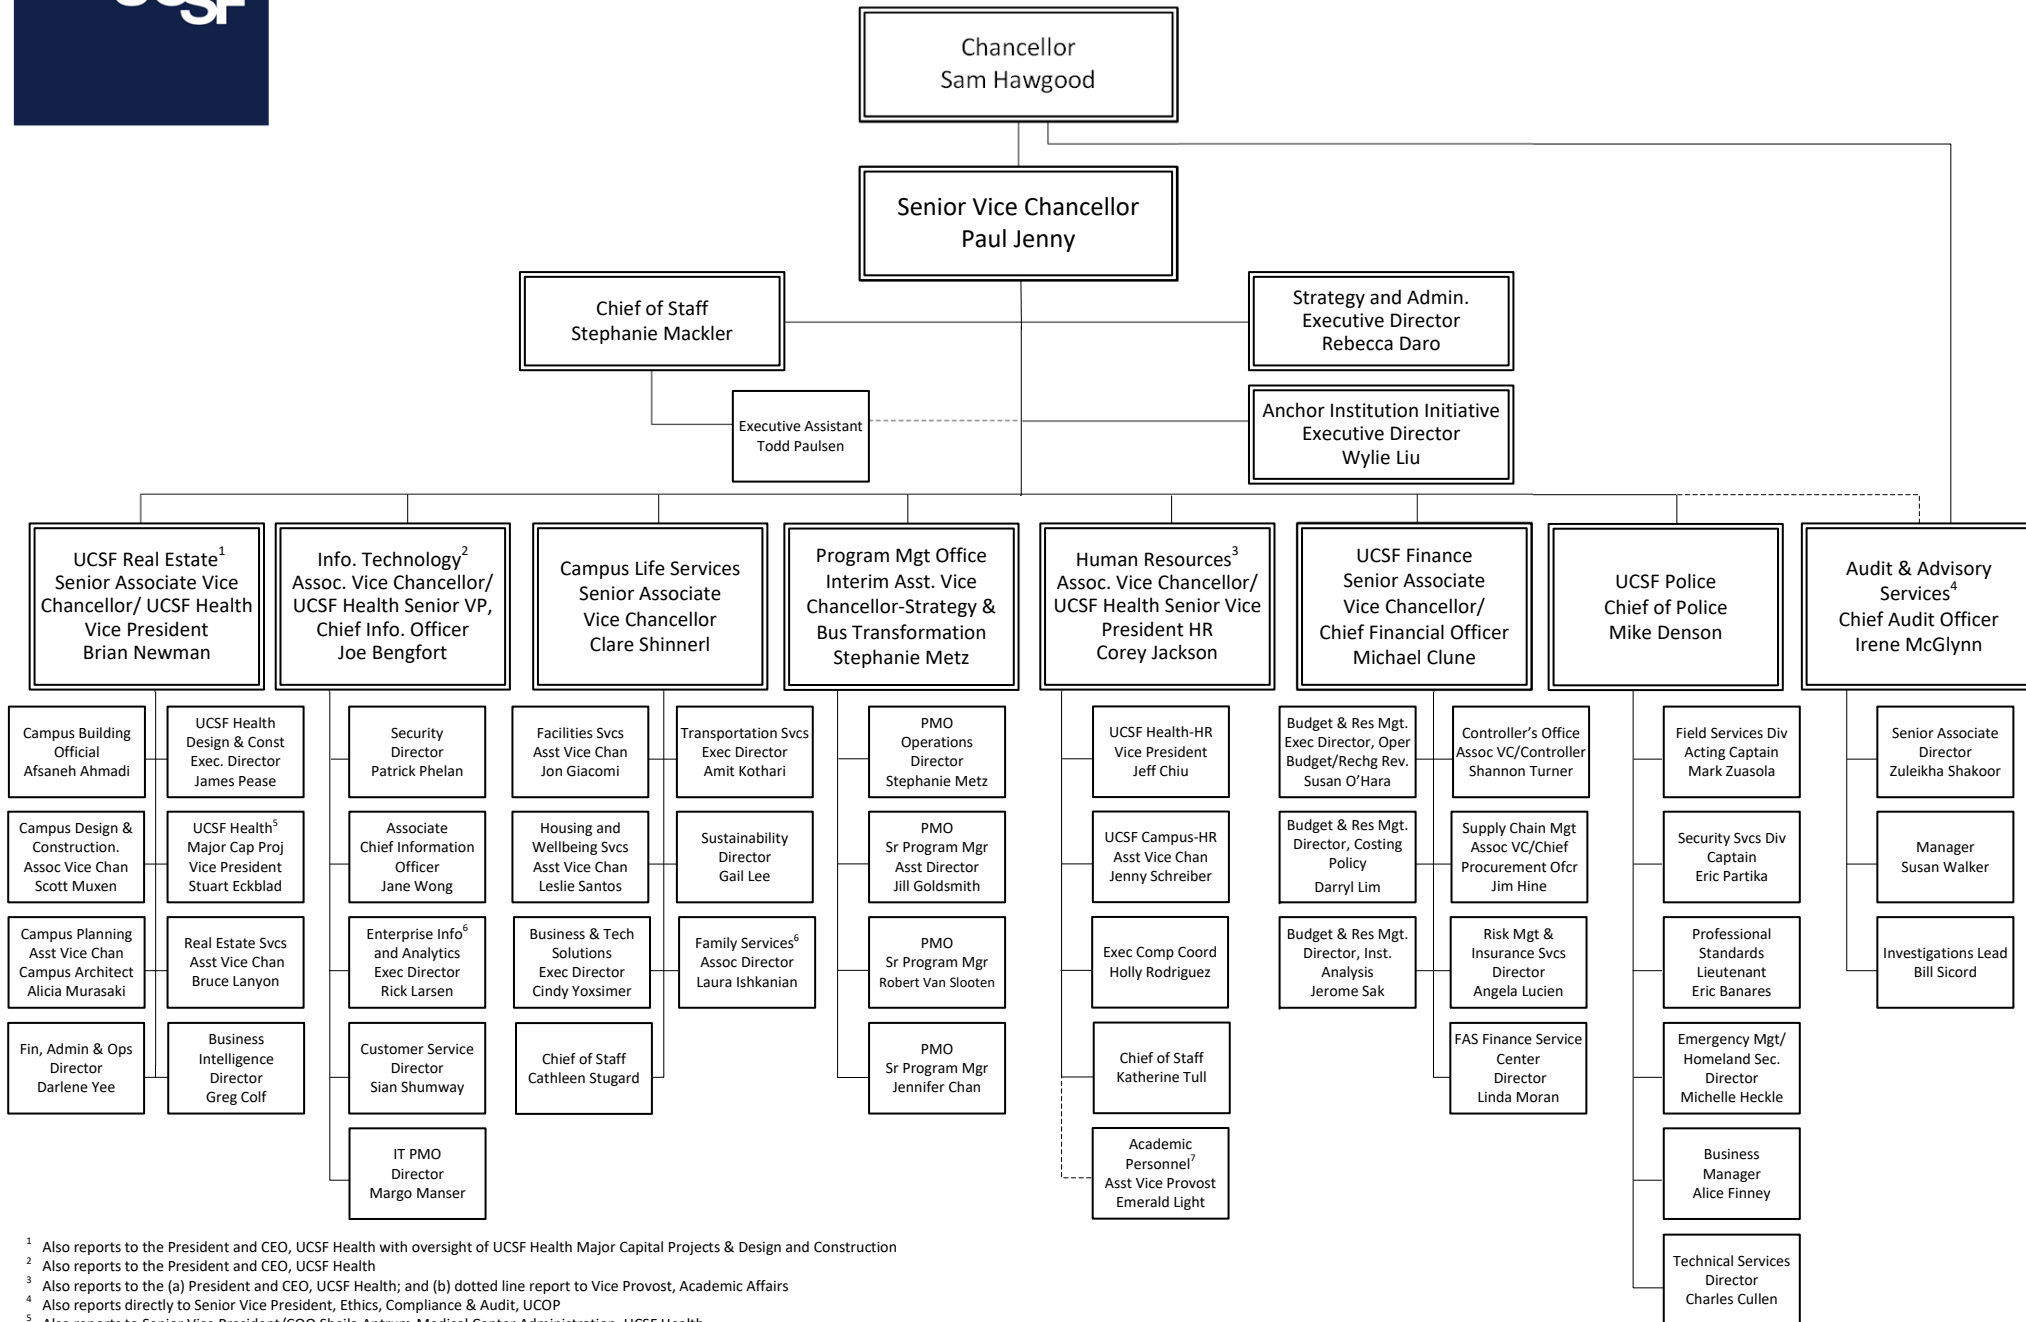 UCSF
Chancellor
Sam Hawgood
Senior Vice Chancellor
Paul Jenny
Chief of Staff
Stephanie Mackler
Strategy and Admin.
Executive Director
Rebecca Daro
Executive Assistant
Todd Paulsen
Anchor Institution Initiative
Executive Director
Wylie Liu
UCSF Real Estate1
Senior Associate Vice
Chancellor/ UCSF Health
Vice President
Brian Newman
Info. Technology2
Assoc. Vice Chancellor/
UCSF Health Senior VP,
Chief Info. Officer
Joe Bengfort
Campus Life Services
Senior Associate
Vice Chancellor
Clare Shinnerl
Program Mgt Office
Interim Asst. Vice
Chancellor-Strategy &
Bus Transformation
Stephanie Metz
Human Resources3
Assoc. Vice Chancellor/
UCSF Health Senior Vice
President HR
Corey Jackson
UCSF Finance
Senior Associate
Vice Chancellor/
Chief Financial Officer
Michael Clune
UCSF Police
Chief of Police
Mike Denson
Audit & Advisory
Services4
Chief Audit Officer
Irene McGlynn
Campus Building
Official
Afsaneh Ahmadi
UCSF Health
Design & Const
Exec. Director
James Pease
Security
Director
Patrick Phelan
Facilities Svcs
Asst Vice Chan
Jon Giacomi
Transportation Svcs
Exec Director
Amit Kothari
PMO
Operations
Director
Stephanie Metz
UCSF Health-HR
Vice President
Jeff Chiu
Budget & Res Mgt.
Exec Director, Oper
Budget/Rechg Rev.
Susan O’Hara
Controller’s Office
Assoc VC/Controller
Shannon Turner
Field Services Div
Acting Captain
Mark Zuasola
Senior Associate
Director
Zuleikha Shakoor
Campus Design &
Construction.
Assoc Vice Chan
Scott Muxen
UCSF Health5
Major Cap Proj
Vice President
Stuart Eckblad
Associate
Chief Information
Officer
Jane Wong
Housing and
Wellbeing Svcs
Asst Vice Chan
Leslie Santos
Sustainability
Director
Gail Lee
PMO
Sr Program Mgr
Asst Director
Jill Goldsmith
UCSF Campus-HR
Asst Vice Chan
Jenny Schreiber
Budget & Res Mgt.
Director, Costing
Policy
Darryl Lim
Supply Chain Mgt
Assoc VC/Chief
Procurement Ofcr
Jim Hine
Security Svcs Div
Captain
Eric Partika
Manager
Susan Walker
Campus Planning
Asst Vice Chan
Campus Architect
Alicia Murasaki
Real Estate Svcs
Asst Vice Chan
Bruce Lanyon
Enterprise Info6
and Analytics
Exec Director
Rick Larsen
Business & Tech
Solutions
Exec Director
Cindy Yoxsimer
Family Services6
Assoc Director
Laura Ishkanian
PMO
Sr Program Mgr
Robert Van Slooten
Exec Comp Coord
Holly Rodriguez
Budget & Res Mgt.
Director, Inst.
Analysis
Jerome Sak
Risk Mgt &
Insurance Svcs
Director
Angela Lucien
Professional
Standards
Lieutenant
Eric Banares
Investigations Lead
Bill Sicord
Fin, Admin & Ops
Director
Darlene Yee
Business
Intelligence
Director
Greg Colf
Customer Service
Director
Sian Shumway
Chief of Staff
Cathleen Stugard
PMO
Sr Program Mgr
Jennifer Chan
Chief of Staff
Katherine Tull
FAS Finance Service
Center
Director
Linda Moran
Emergency Mgt/
Homeland Sec.
Director
Michelle Heckle
IT PMO
Director
Margo Manser
Academic
Personnel7
Asst Vice Provost
Emerald Light
Business
Manager
Alice Finney
Technical Services
Director
Charles Cullen
1 Also reports to the President and CEO, UCSF Health with oversight of UCSF Health Major Capital Projects & Design and Construction
2 Also reports to the President and CEO, UCSF Health
3 Also reports to the (a) President and CEO, UCSF Health; and (b) dotted line report to Vice Provost, Academic Affairs
4 Also reports directly to Senior Vice President, Ethics, Compliance & Audit, UCOP
5 Also reports to Senior Vice President/COO Sheila Antrum Medical Center Administration, UCSF Health